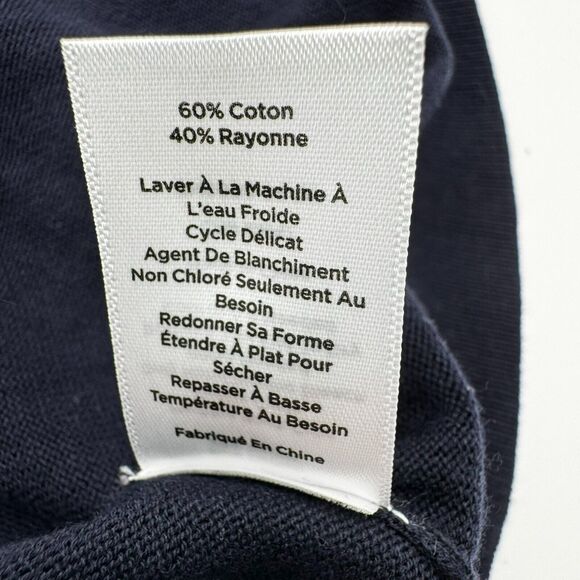 60% Coton
40% Rayonne
Laver À La Machine À
L'eau Froide
Cycle Délicat
Agent De Blanchiment
Non Chloré Seulement Au
Besoin
Redonner Sa Forme
Étendre À Plat Pour
Sécher
Repasser À Basse
Température Au Besoin
Fabriqué En Chine